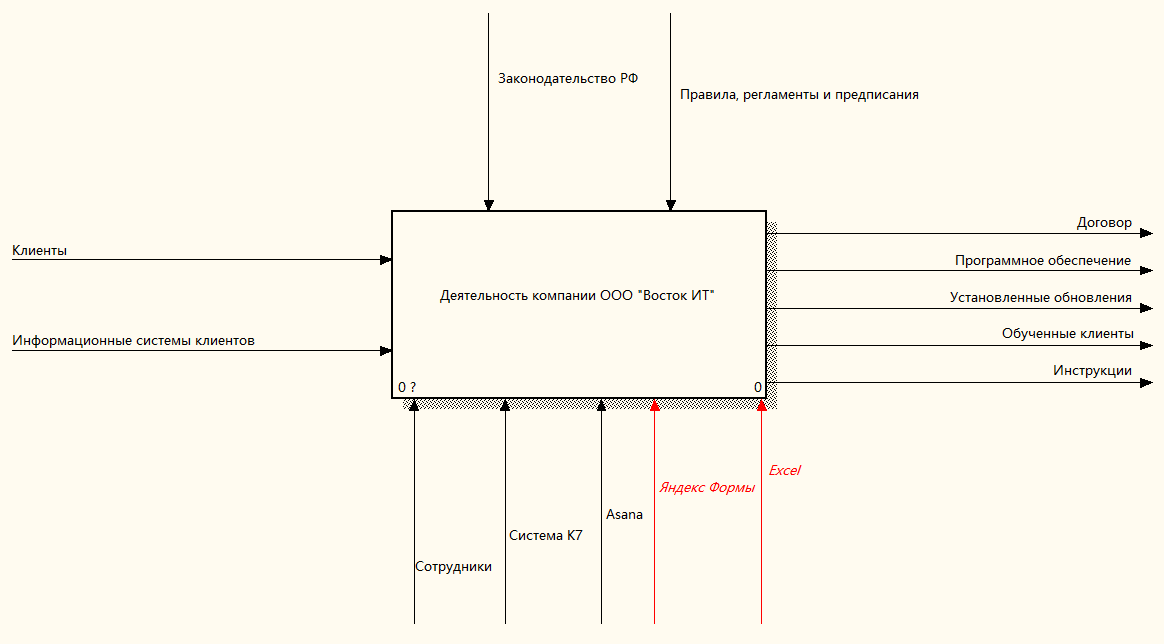 Законодательство РФ
Правила, регламенты и предписания
Клиенты
Информационные системы клиентов
Деятельность компании ООО "Восток ИТ"
0 ?
0
Договор
Программное обеспечение
Установленные обновления
Обученные клиенты
Инструкции
Сотрудники
Система К7
Asana
Яндекс Формы
Excel